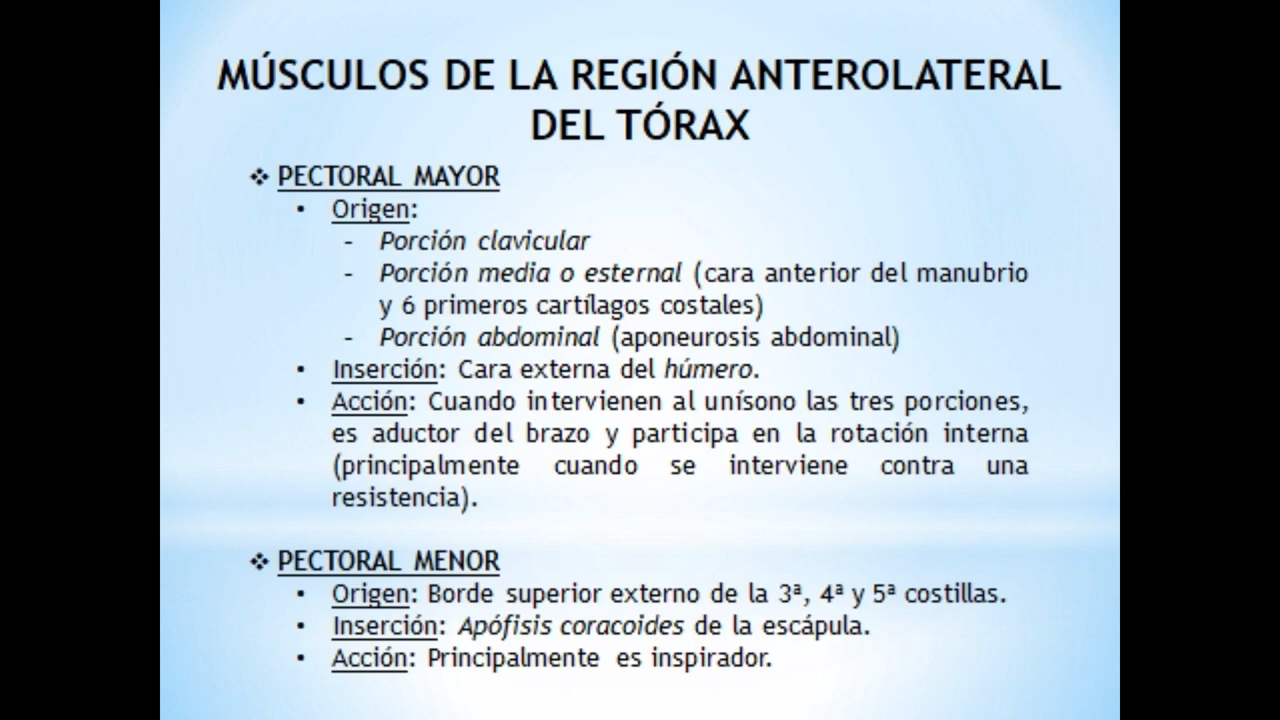 MÚSCULOS DE LA REGIÓN ANTEROLATERAL
DEL TÓRAX
❖ PECTORAL MAYOR
• Origen:
- Porción clavicular
- Porción media o esternal (cara anterior del manubrio
y 6 primeros cartílagos costales)
- Porción abdominal (aponeurosis abdominal)
• Inserción: Cara externa del húmero.
• Acción: Cuando intervienen al unísono las tres porciones,
es aductor del brazo y participa en la rotación interna
(principalmente cuando se interviene contra una
resistencia).
❖ PECTORAL MENOR
• Origen: Borde superior externo de la 3ª, 4ª y 5ª costillas.
• Inserción: Apófisis coracoides de la escápula.
• Acción: Principalmente es inspirador.